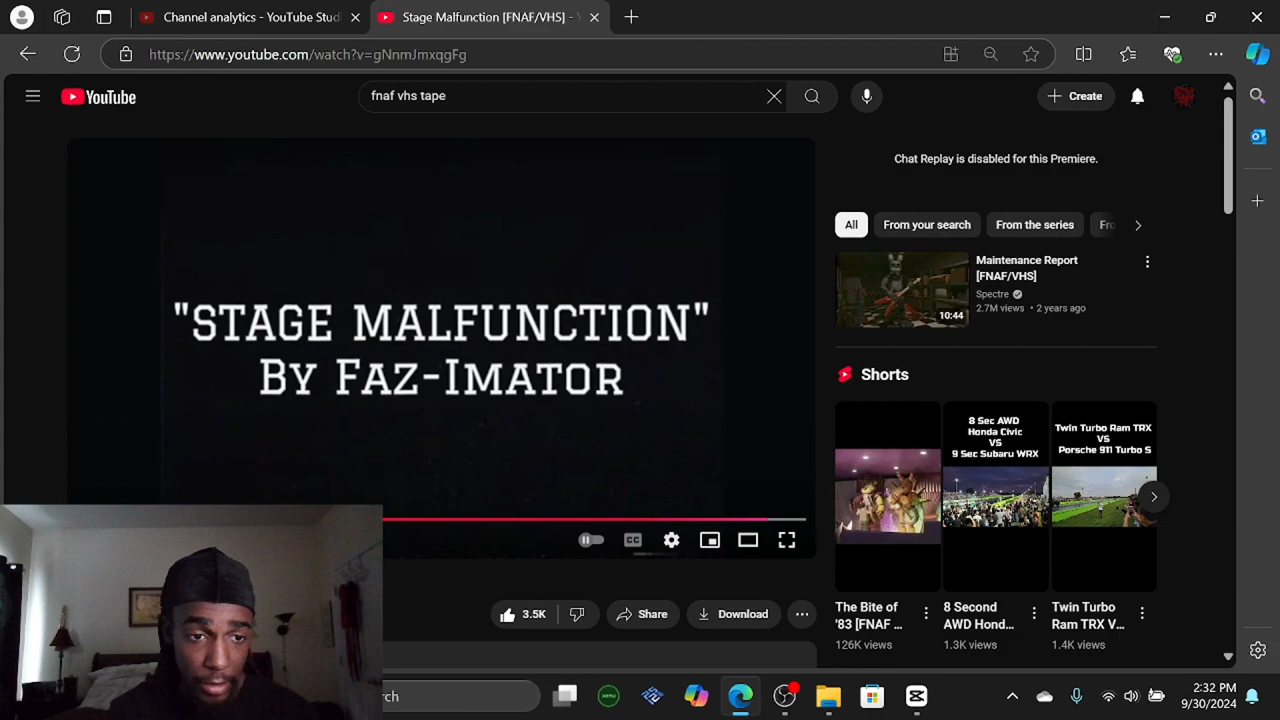 Channel analytics - YouTube Studi
Stage Malfunction [FNAF/VHS] - Y
https://www.youtube.com/watch?v=gNnmJmxqgFg
YouTube
fnaf vhs tape
Create
"STAGE MALFUNCTION"
By Faz-Imator
Chat Replay is disabled for this Premiere.
All
From your search
From the series
Fro
Maintenance Report
[FNAF/VHS]
Spectre
2.7M views • 2 years ago
10:44
Shorts
8 Sec AWD
Honda Civic
VS
9 Sec Subaru WRX
Twin Turbo Ram TRX
VS
Porsche 911 Turbo S
The Bite of
'83 [FNAF ...
126K views
8 Second
AWD Hond...
1.3K views
Twin Turbo
Ram TRX V...
1.4K views
CC
3.5K
Share
Download
rch
2:32 PM
9/30/2024